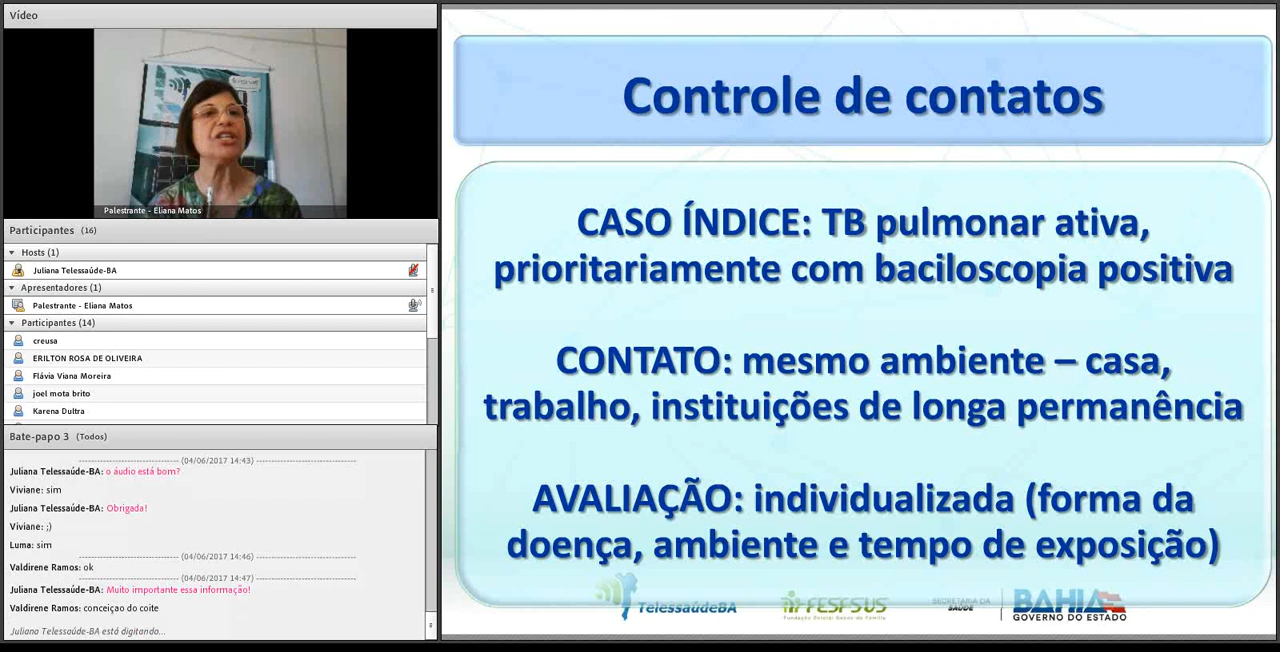 Vídeo
Palestrante - Eliana Matos
Participantes (16)
Hosts (1)
Juliana Telessaúde-BA
Apresentadores (1)
Palestrante - Eliana Matos
Participantes (14)
creusa
ERILTON ROSA DE OLIVEIRA
Flávia Viana Moreira
joel mota brito
Karena Dultra
Bate-papo 3 (Todos)
(04/06/2017 14:43)
Juliana Telessaúde-BA: o áudio está bom?
Viviane: sim
Juliana Telessaúde-BA: Obrigada!
Viviane: ;)
Luma: sim
(04/06/2017 14:46)
Valdirene Ramos: ok
(04/06/2017 14:47)
Juliana Telessaúde-BA: Muito importante essa informação!
Valdirene Ramos: conceiçao do coite
Juliana Telessaúde-BA está digitando...
Controle de contatos
CASO ÍNDICE: TB pulmonar ativa,
prioritariamente com baciloscopia positiva
CONTATO: mesmo ambiente – casa,
trabalho, instituições de longa permanência
AVALIAÇÃO: individualizada (forma da
doença, ambiente e tempo de exposição)
TelessaúdeBA
FESFSUS
Fundação Estatal Saúde da Família
SECRETARIA DA
SAÚDE
BAHIA
GOVERNO DO ESTADO